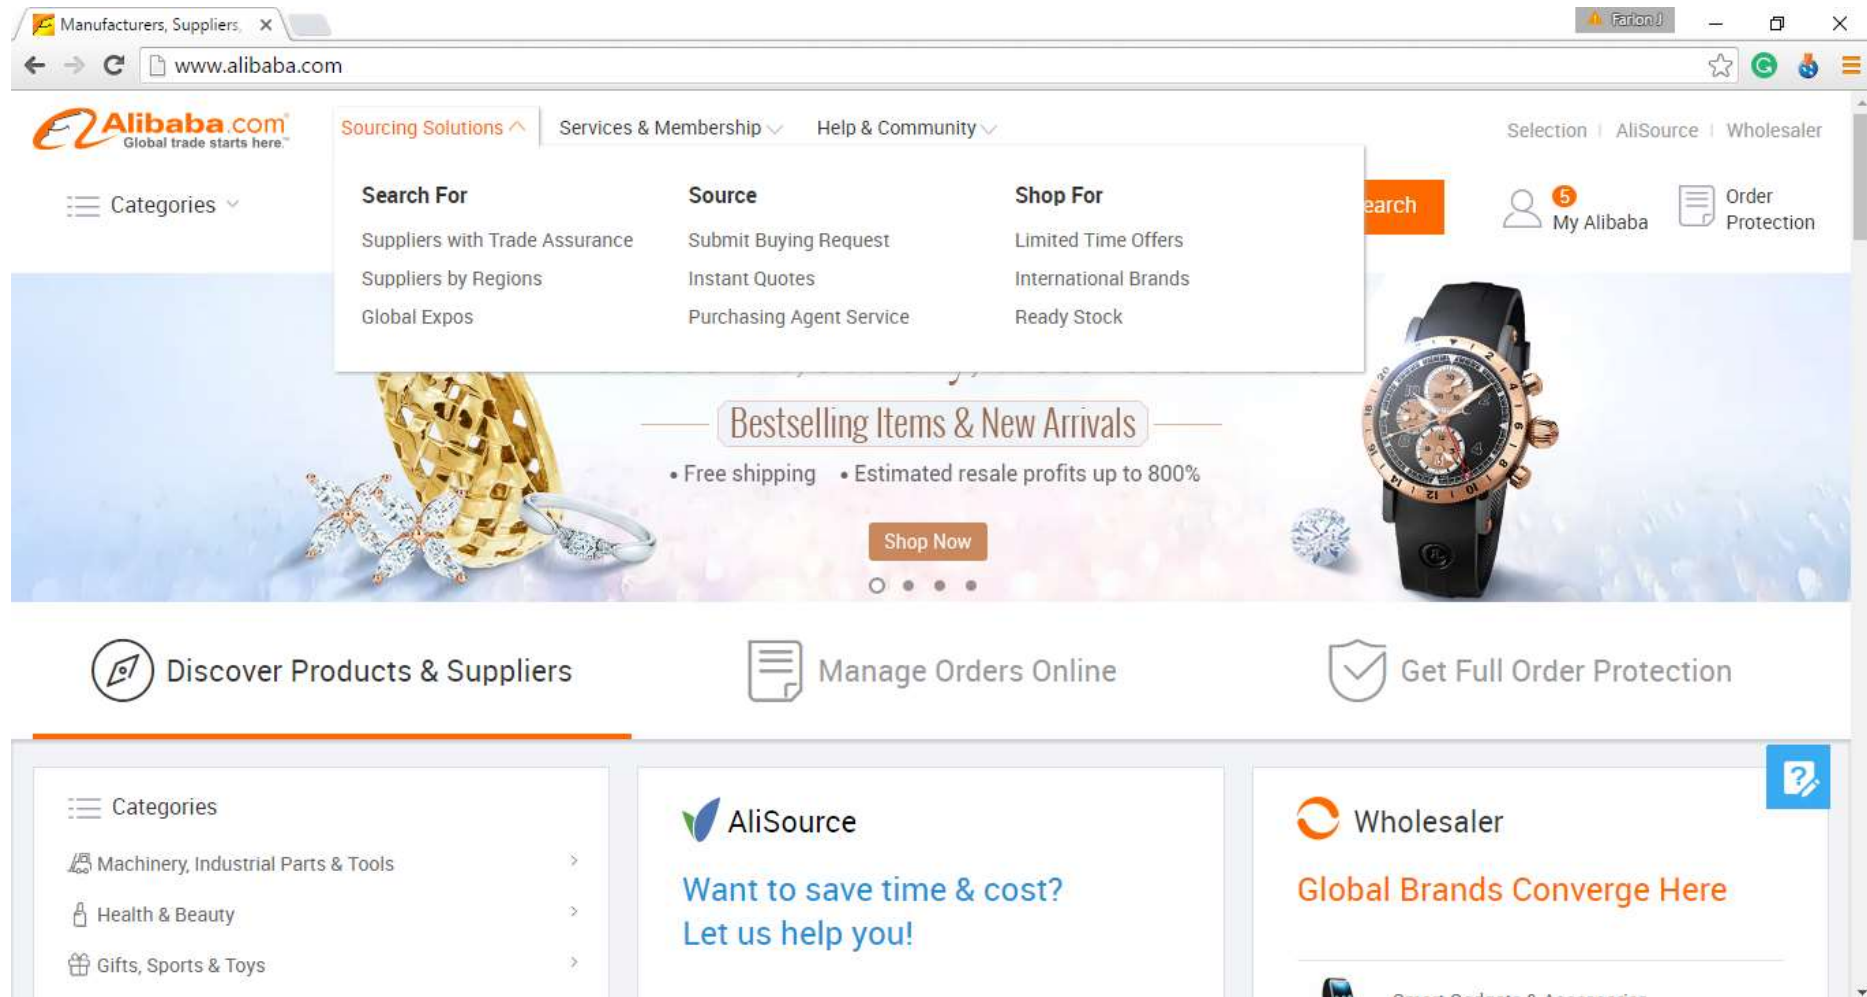 Manufacturers, Suppliers,
Farlon J
www.alibaba.com
Alibaba.com
Global trade starts here.™
Sourcing Solutions
Services & Membership
Help & Community
Selection | AliSource | Wholesaler
Categories
Search For
Suppliers with Trade Assurance
Suppliers by Regions
Global Expos
Source
Submit Buying Request
Instant Quotes
Purchasing Agent Service
Shop For
Limited Time Offers
International Brands
Ready Stock
earch
5
My Alibaba
Order
Protection
Bestselling Items & New Arrivals
• Free shipping • Estimated resale profits up to 800%
Shop Now
Discover Products & Suppliers
Manage Orders Online
Get Full Order Protection
Categories
Machinery, Industrial Parts & Tools
Health & Beauty
Gifts, Sports & Toys
AliSource
Want to save time & cost?
Let us help you!
Wholesaler
Global Brands Converge Here